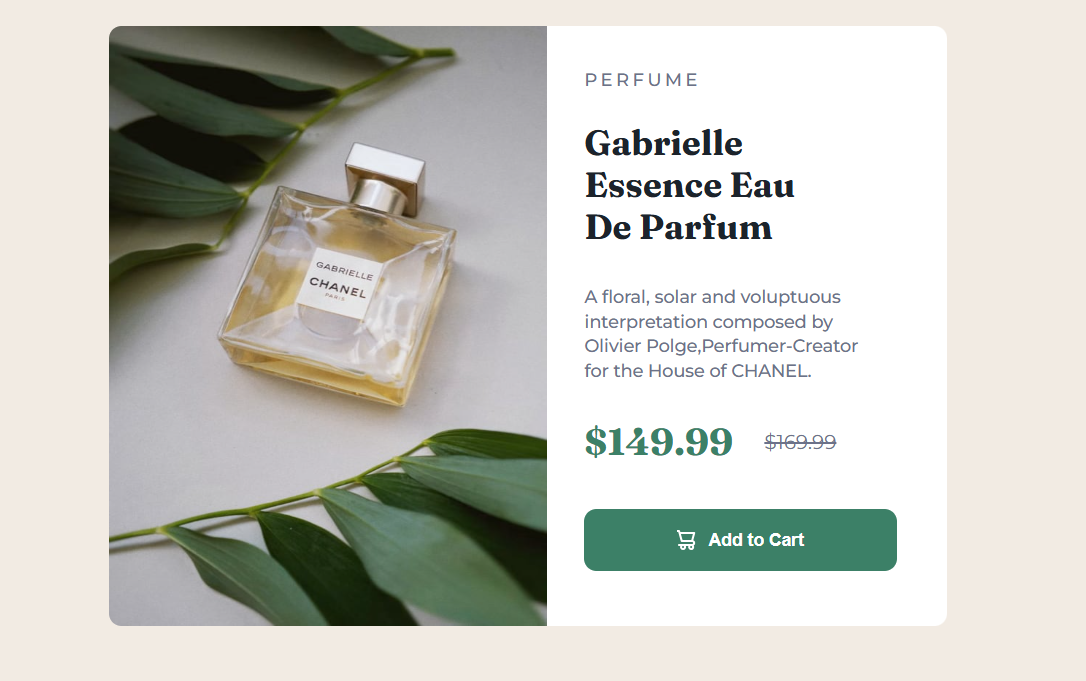 GABRIELLE
CHANEL
PARIS
PERFUME
Gabrielle
Essence Eau
De Parfum
A floral, solar and voluptuous
interpretation composed by
Olivier Polge,Perfumer-Creator
for the House of CHANEL.
$149.99 $169.99
Add to Cart